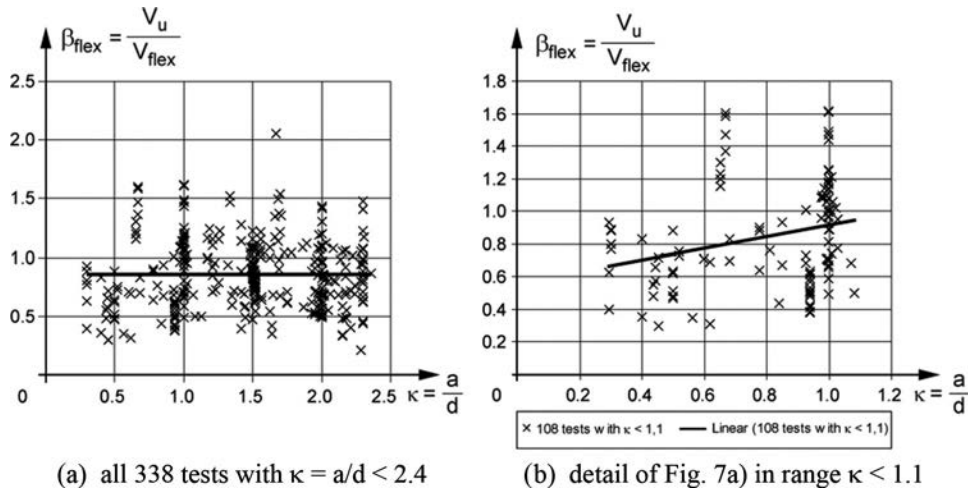 β_flex = V_u / V_flex
2.5
2.0
1.5
1.0
0.5
0
0.5 1.0 1.5 2.0 2.5
κ = a/d
(a) all 338 tests with κ = a/d < 2.4
β_flex = V_u / V_flex
1.8
1.6
1.4
1.2
1.0
0.8
0.6
0.4
0.2
0
0.2 0.4 0.6 0.8 1.0 1.2
κ = a/d
× 108 tests with κ < 1,1 — Linear (108 tests with κ < 1,1)
(b) detail of Fig. 7a) in range κ < 1.1